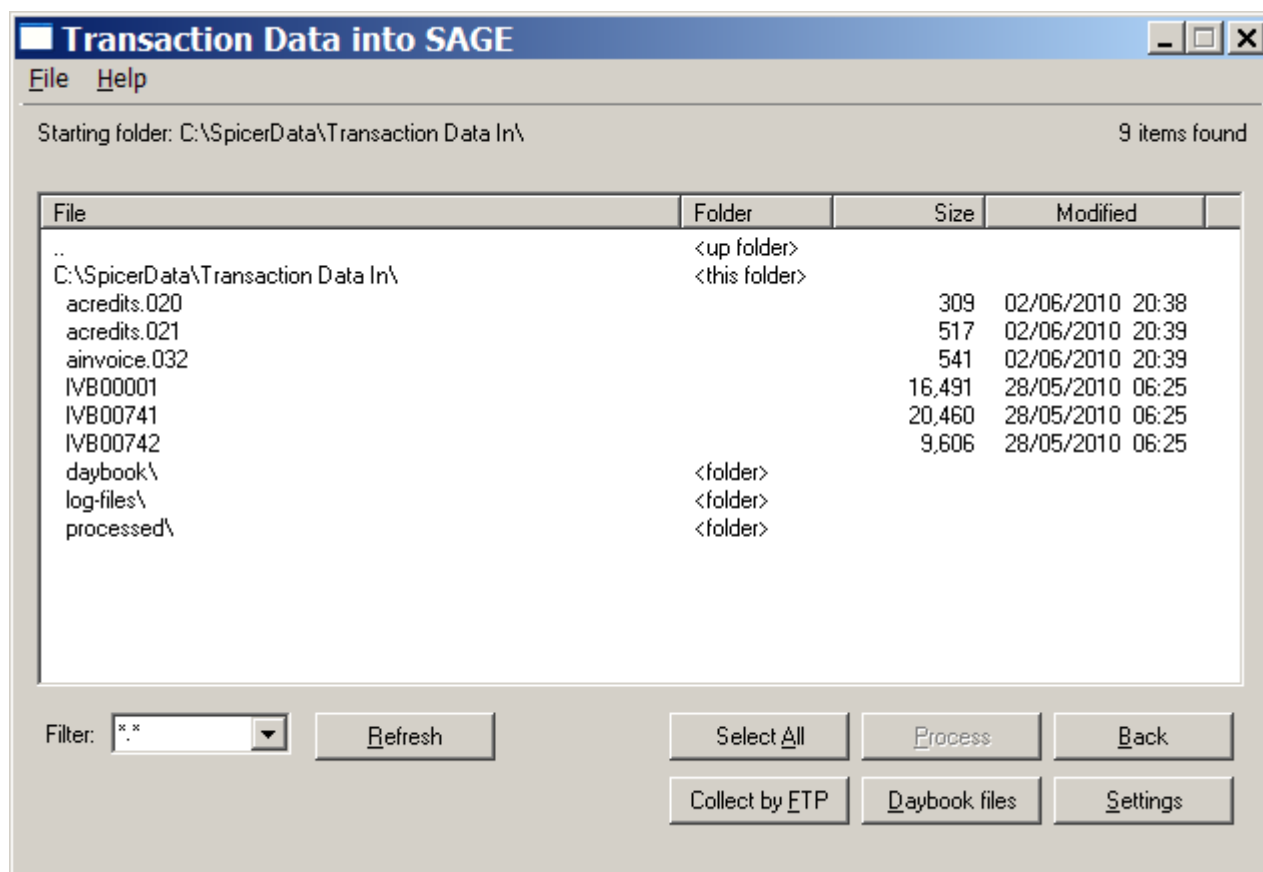 Transaction Data into SAGE
File Help
Starting folder: C:\SpicerData\Transaction Data In\ 9 items found
File Folder Size Modified
.. <up folder>
C:\SpicerData\Transaction Data In\ <this folder>
acredits.020 309 02/06/2010 20:38
acredits.021 517 02/06/2010 20:39
ainvoice.032 541 02/06/2010 20:39
IVB00001 16,491 28/05/2010 06:25
IVB00741 20,460 28/05/2010 06:25
IVB00742 9,606 28/05/2010 06:25
daybook\ <folder>
log-files\ <folder>
processed\ <folder>
Filter: *.* Refresh Select All Process Back
Collect by FTP Daybook files Settings